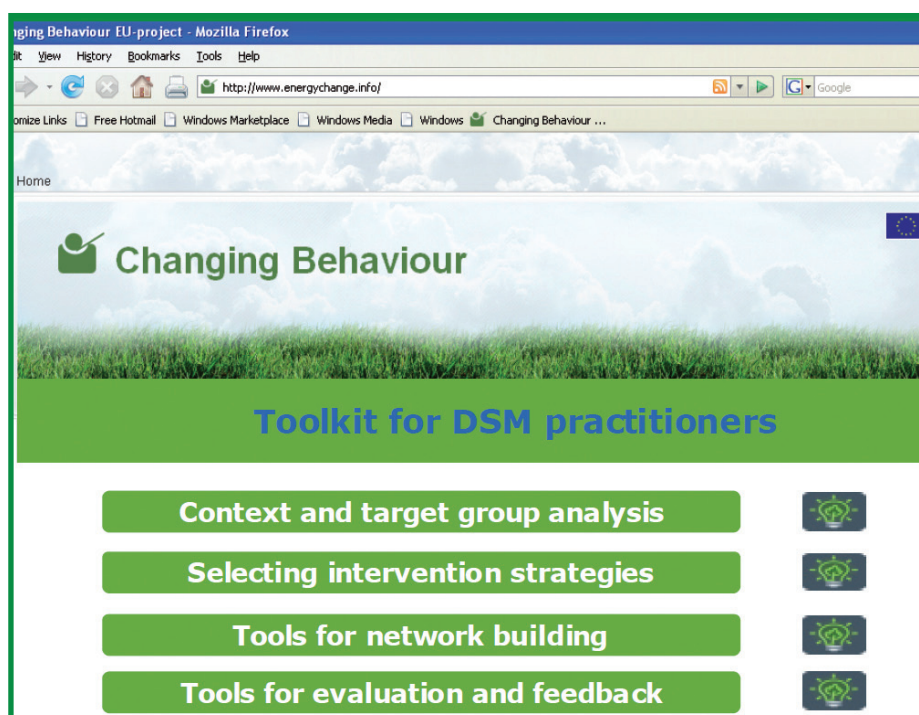 nging Behaviour EU-project - Mozilla Firefox
dit View History Bookmarks Tools Help
http://www.energychange.info/ G Google
omize Links Free Hotmail Windows Marketplace Windows Media Windows Changing Behaviour ...
Home
Changing Behaviour
Toolkit for DSM practitioners
Context and target group analysis
Selecting intervention strategies
Tools for network building
Tools for evaluation and feedback